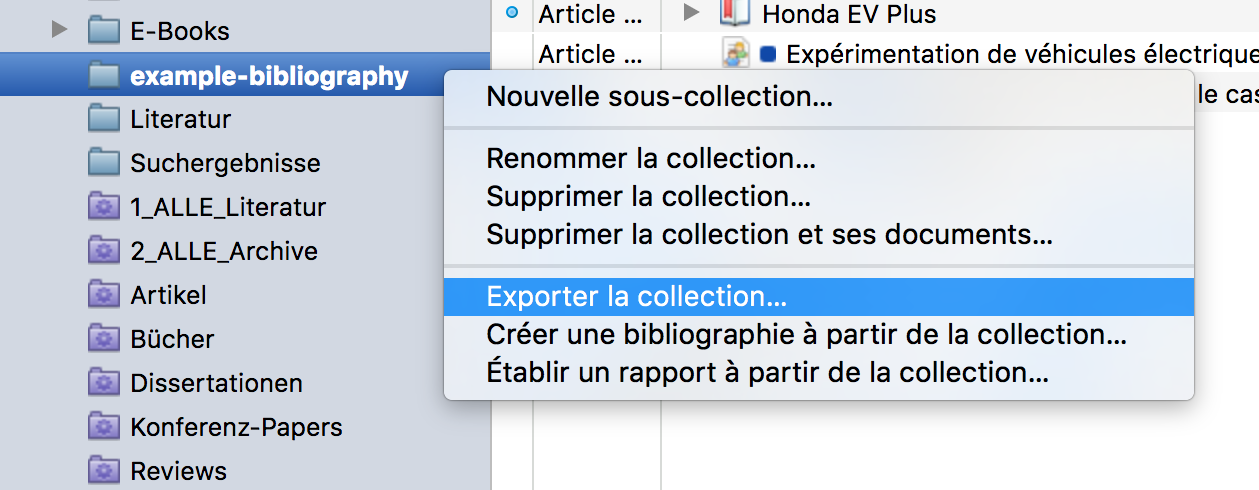 E-Books
example-bibliography
Literatur
Suchergebnisse
1_ALLE_Literatur
2_ALLE_Archive
Artikel
Bücher
Dissertationen
Konferenz-Papers
Reviews
Article ...
Honda EV Plus
Article ...
Expérimentation de véhicules électrique
le cas
Nouvelle sous-collection...
Renommer la collection...
Supprimer la collection...
Supprimer la collection et ses documents...
Exporter la collection...
Créer une bibliographie à partir de la collection...
Établir un rapport à partir de la collection...